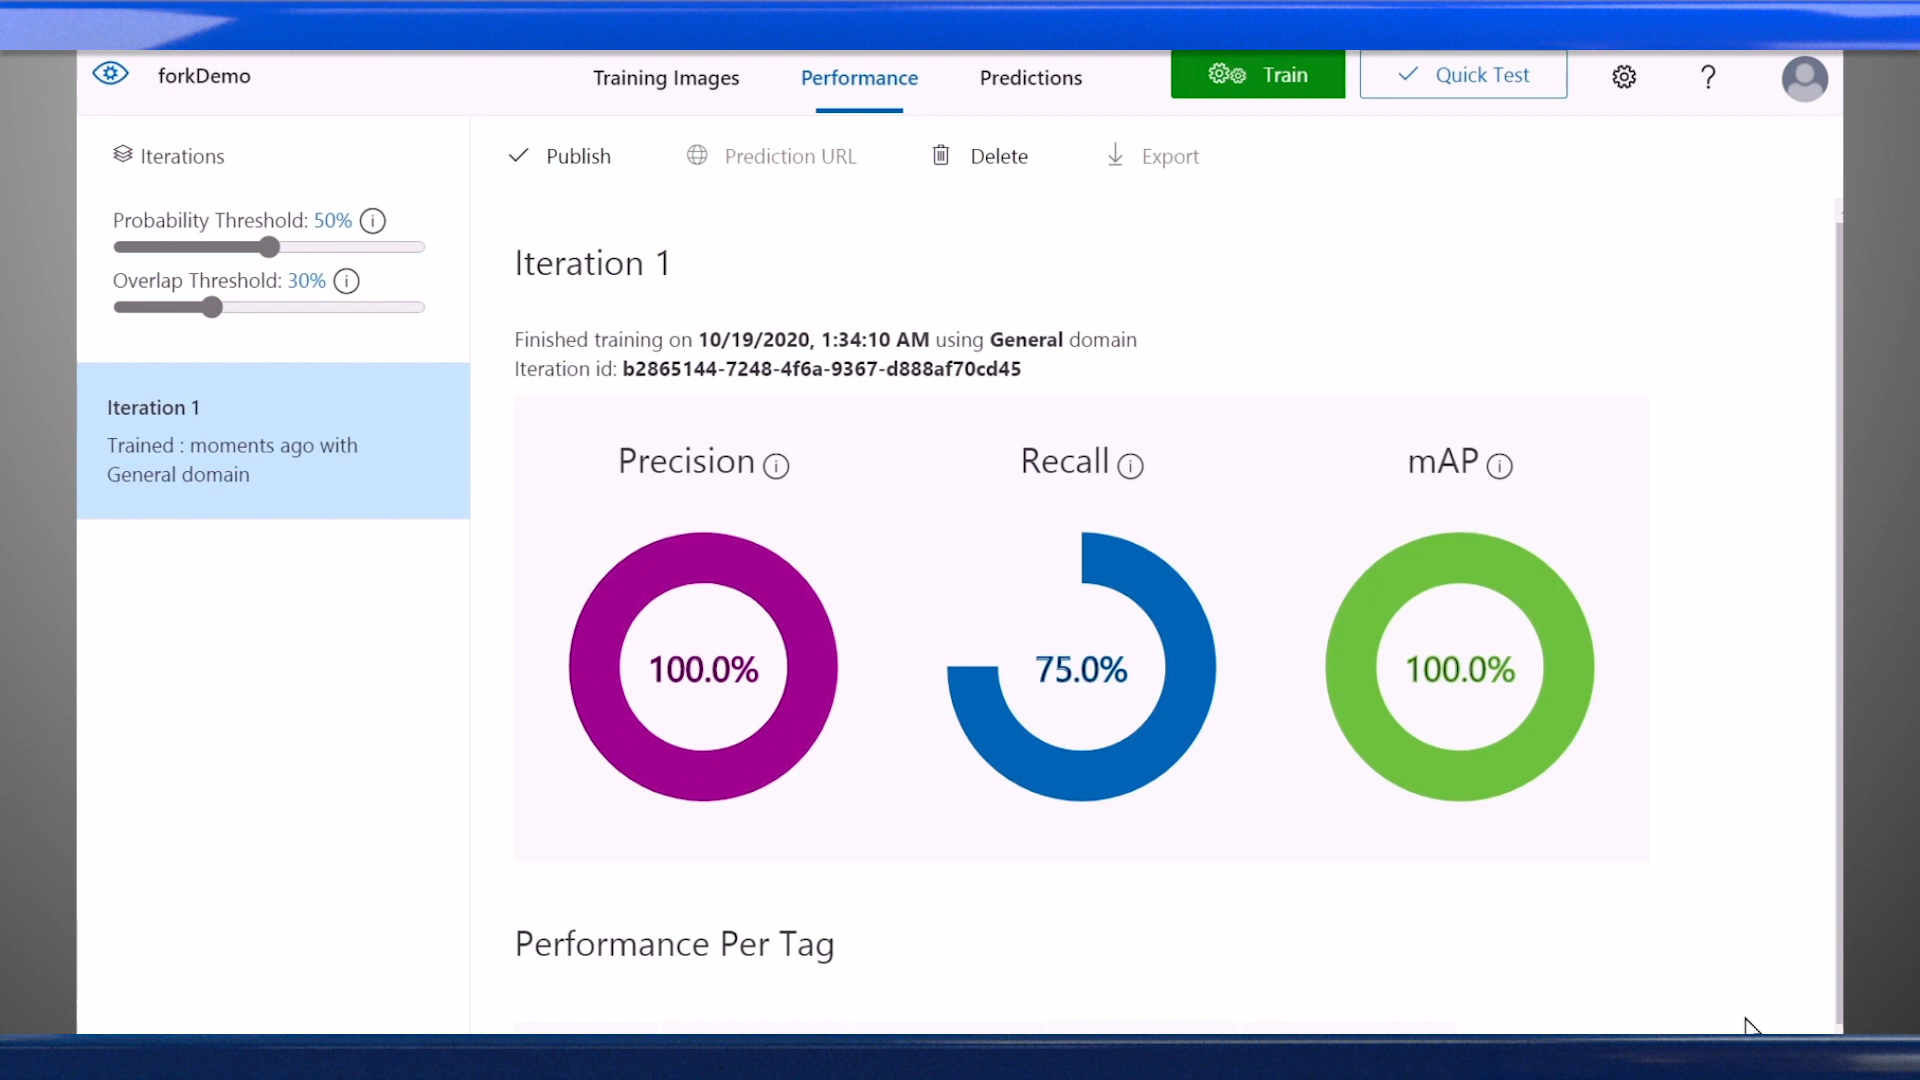 forkDemo
Training Images
Performance
Predictions
Train
Quick Test
?
Iterations
Publish
Prediction URL
Delete
Export
Probability Threshold: 50%
Overlap Threshold: 30%
Iteration 1
Trained : moments ago with
General domain
Iteration 1
Finished training on 10/19/2020, 1:34:10 AM using General domain
Iteration id: b2865144-7248-4f6a-9367-d888af70cd45
Precision
Recall
mAP
100.0%
75.0%
100.0%
Performance Per Tag